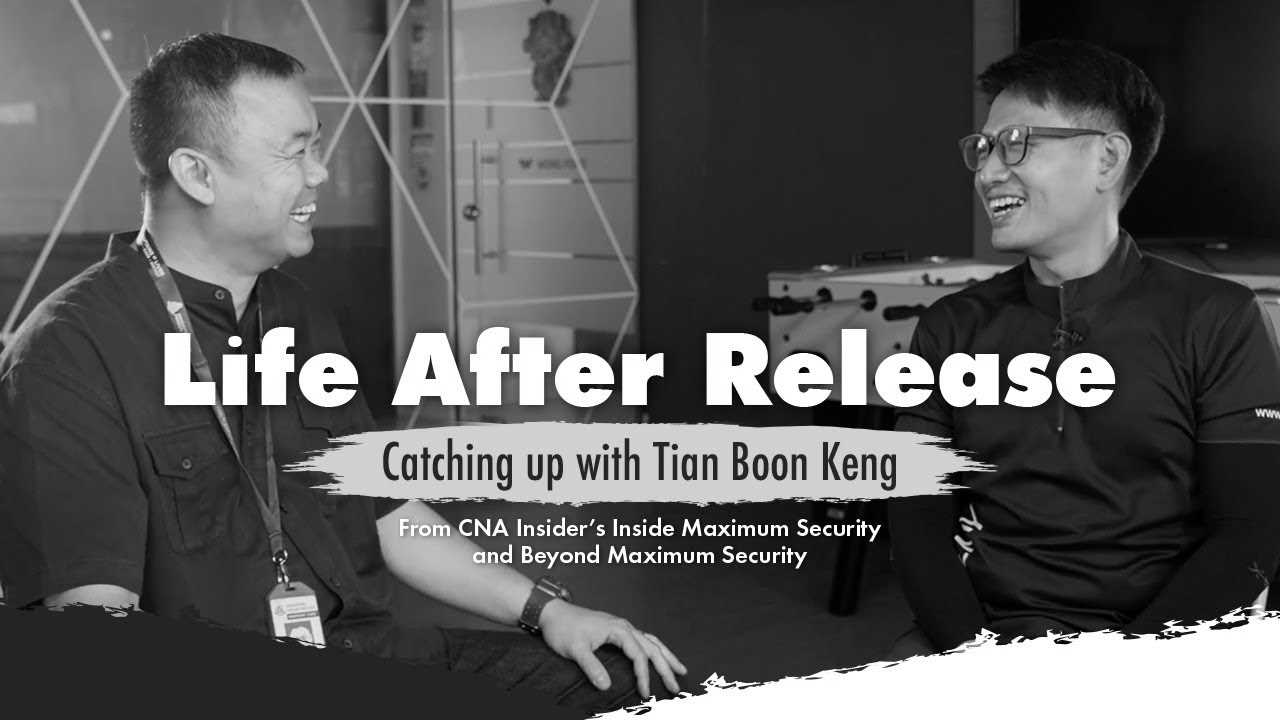 Life After Release
Catching up with Tian Boon Keng
From CNA Insider's Inside Maximum Security
and Beyond Maximum Security
www